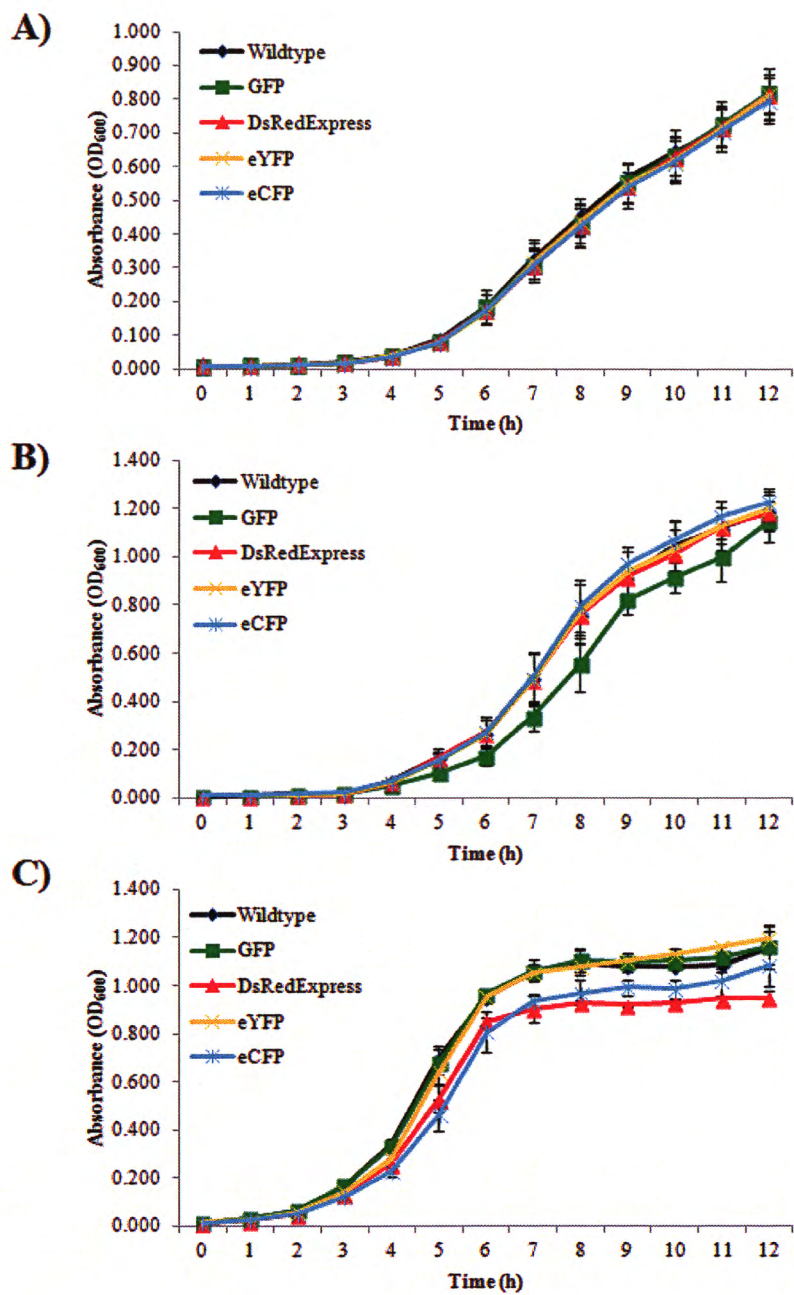 A)
Absorbance (OD600)
1.000
0.900
0.800
0.700
0.600
0.500
0.400
0.300
0.200
0.100
0.000
Wildtype
GFP
DsRedExpress
eYFP
eCFP
0 1 2 3 4 5 6 7 8 9 10 11 12
Time (h)
B)
Absorbance (OD600)
1.400
1.200
1.000
0.800
0.600
0.400
0.200
0.000
Wildtype
GFP
DsRedExpress
eYFP
eCFP
0 1 2 3 4 5 6 7 8 9 10 11 12
Time (h)
C)
Absorbance (OD600)
1.400
1.200
1.000
0.800
0.600
0.400
0.200
0.000
Wildtype
GFP
DsRedExpress
eYFP
eCFP
0 1 2 3 4 5 6 7 8 9 10 11 12
Time (h)